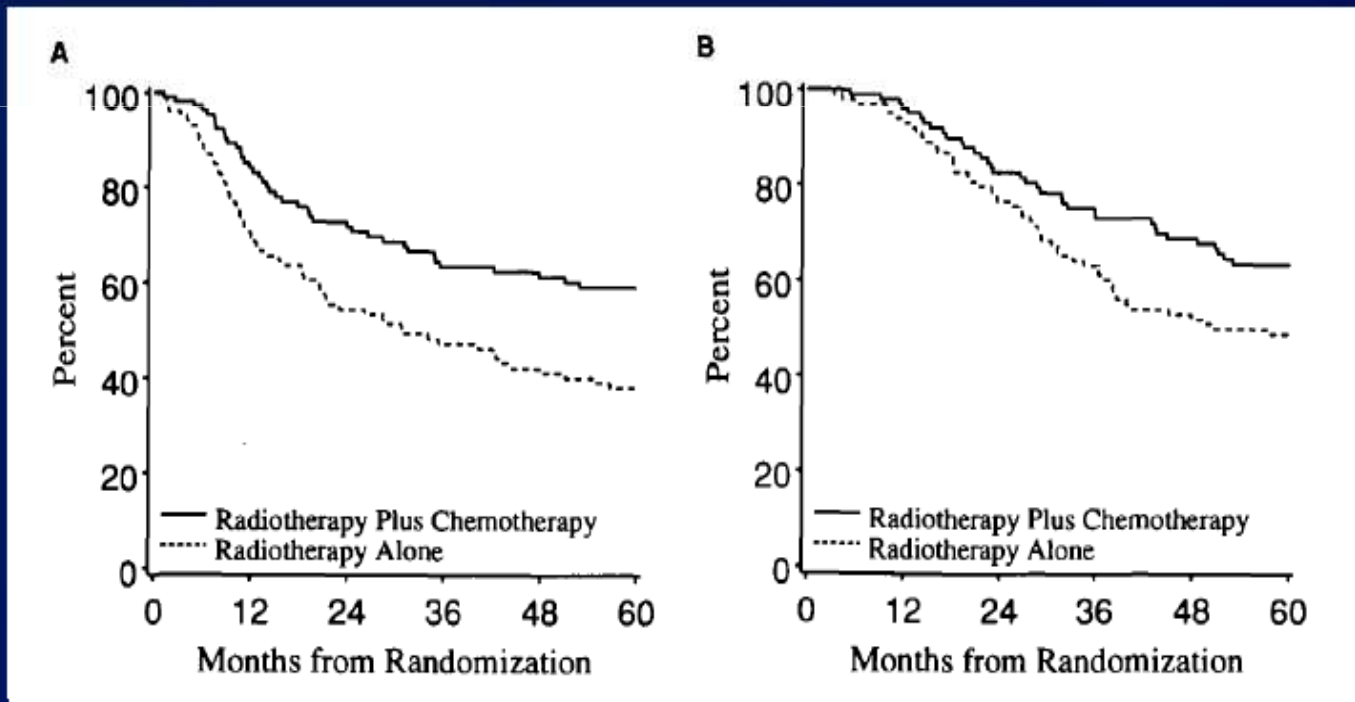 A
100
80
60
40
20
0
Percent
Radiotherapy Plus Chemotherapy
Radiotherapy Alone
0 12 24 36 48 60
Months from Randomization
B
100
80
60
40
20
0
Percent
Radiotherapy Plus Chemotherapy
Radiotherapy Alone
0 12 24 36 48 60
Months from Randomization